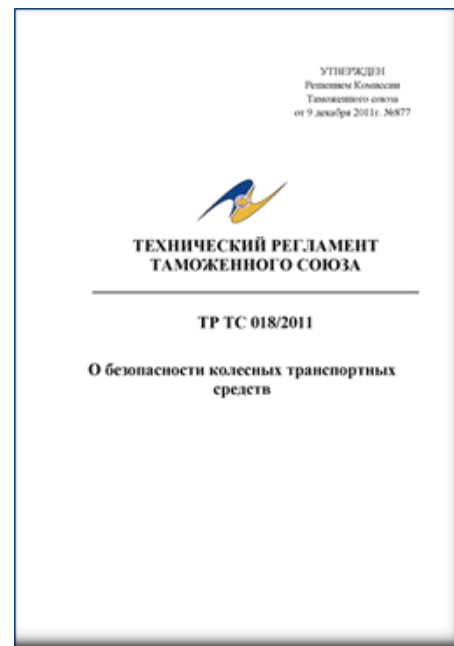 УТВЕРЖДЕН
Решением Комиссии
Таможенного союза
от 9 декабря 2011г. №877
ТЕХНИЧЕСКИЙ РЕГЛАМЕНТ
ТАМОЖЕННОГО СОЮЗА
ТР ТС 018/2011
О безопасности колесных транспортных
средств